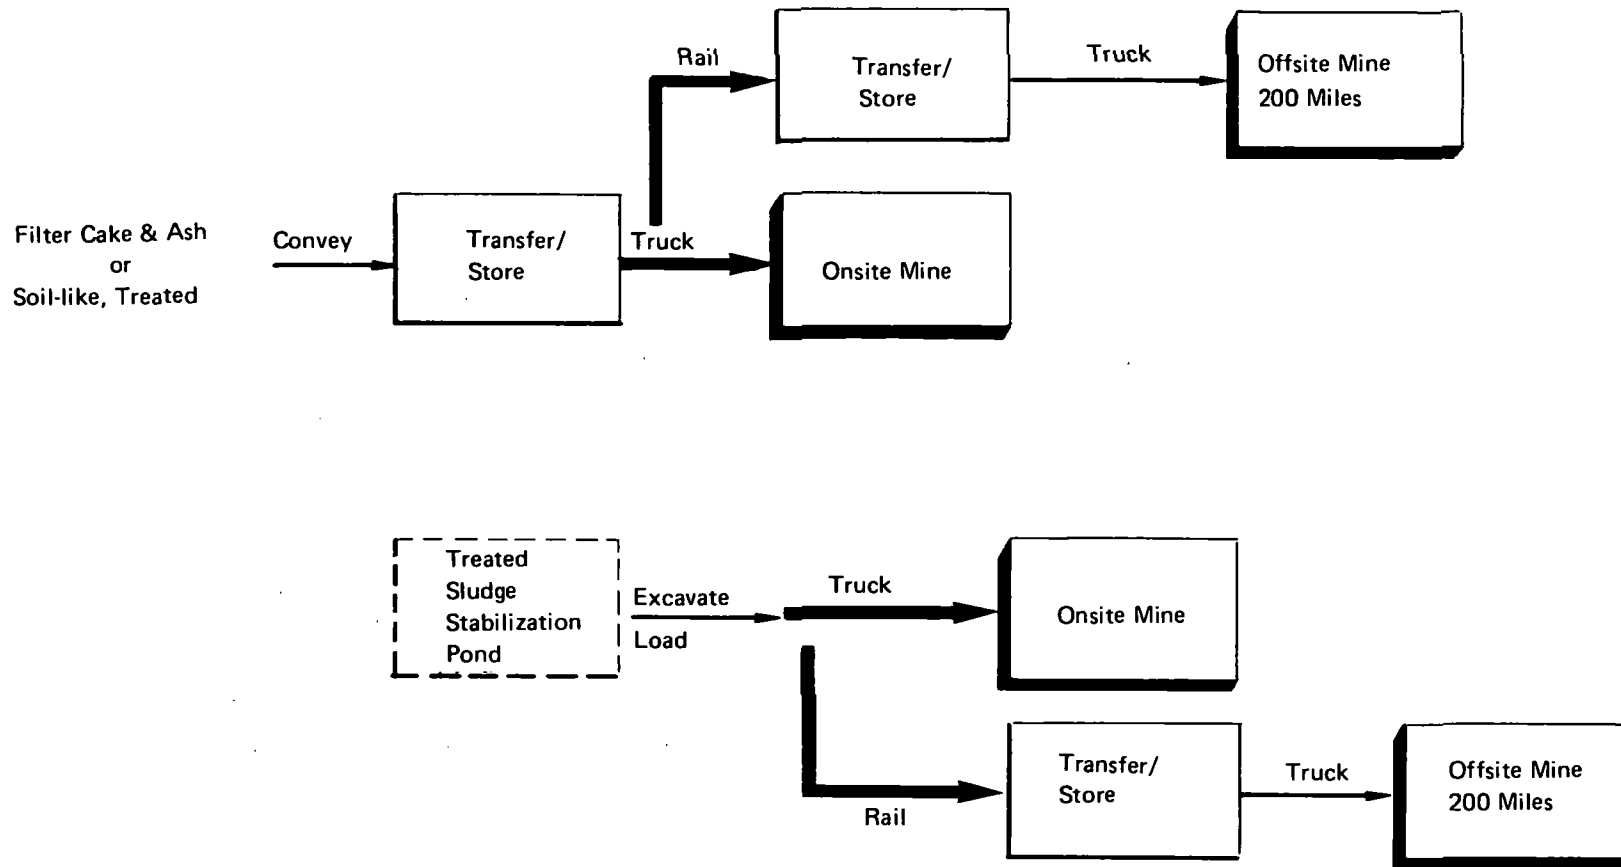 Rail
Transfer/
Store
Truck
Offsite Mine
200 Miles
Filter Cake & Ash
or
Soil-like, Treated
Convey
Transfer/
Store
Truck
Onsite Mine
Treated
Sludge
Stabilization
Pond
Excavate
Load
Truck
Onsite Mine
Rail
Transfer/
Store
Truck
Offsite Mine
200 Miles